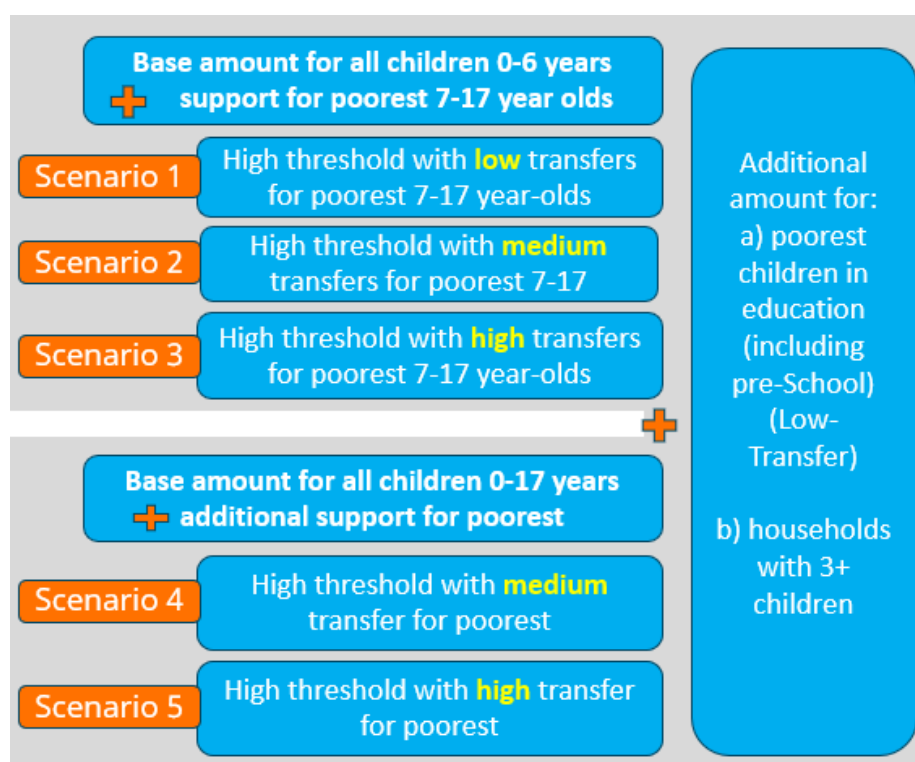 Base amount for all children 0-6 years
support for poorest 7-17 year olds
Scenario 1
High threshold with low transfers
for poorest 7-17 year-olds
Scenario 2
High threshold with medium
transfers for poorest 7-17
Scenario 3
High threshold with high transfers
for poorest 7-17 year-olds
Base amount for all children 0-17 years
additional support for poorest
Scenario 4
High threshold with medium
transfer for poorest
Scenario 5
High threshold with high transfer
for poorest
Additional
amount for:
a) poorest
children in
education
(including
pre-School)
(Low-
Transfer)
b) households
with 3+
children